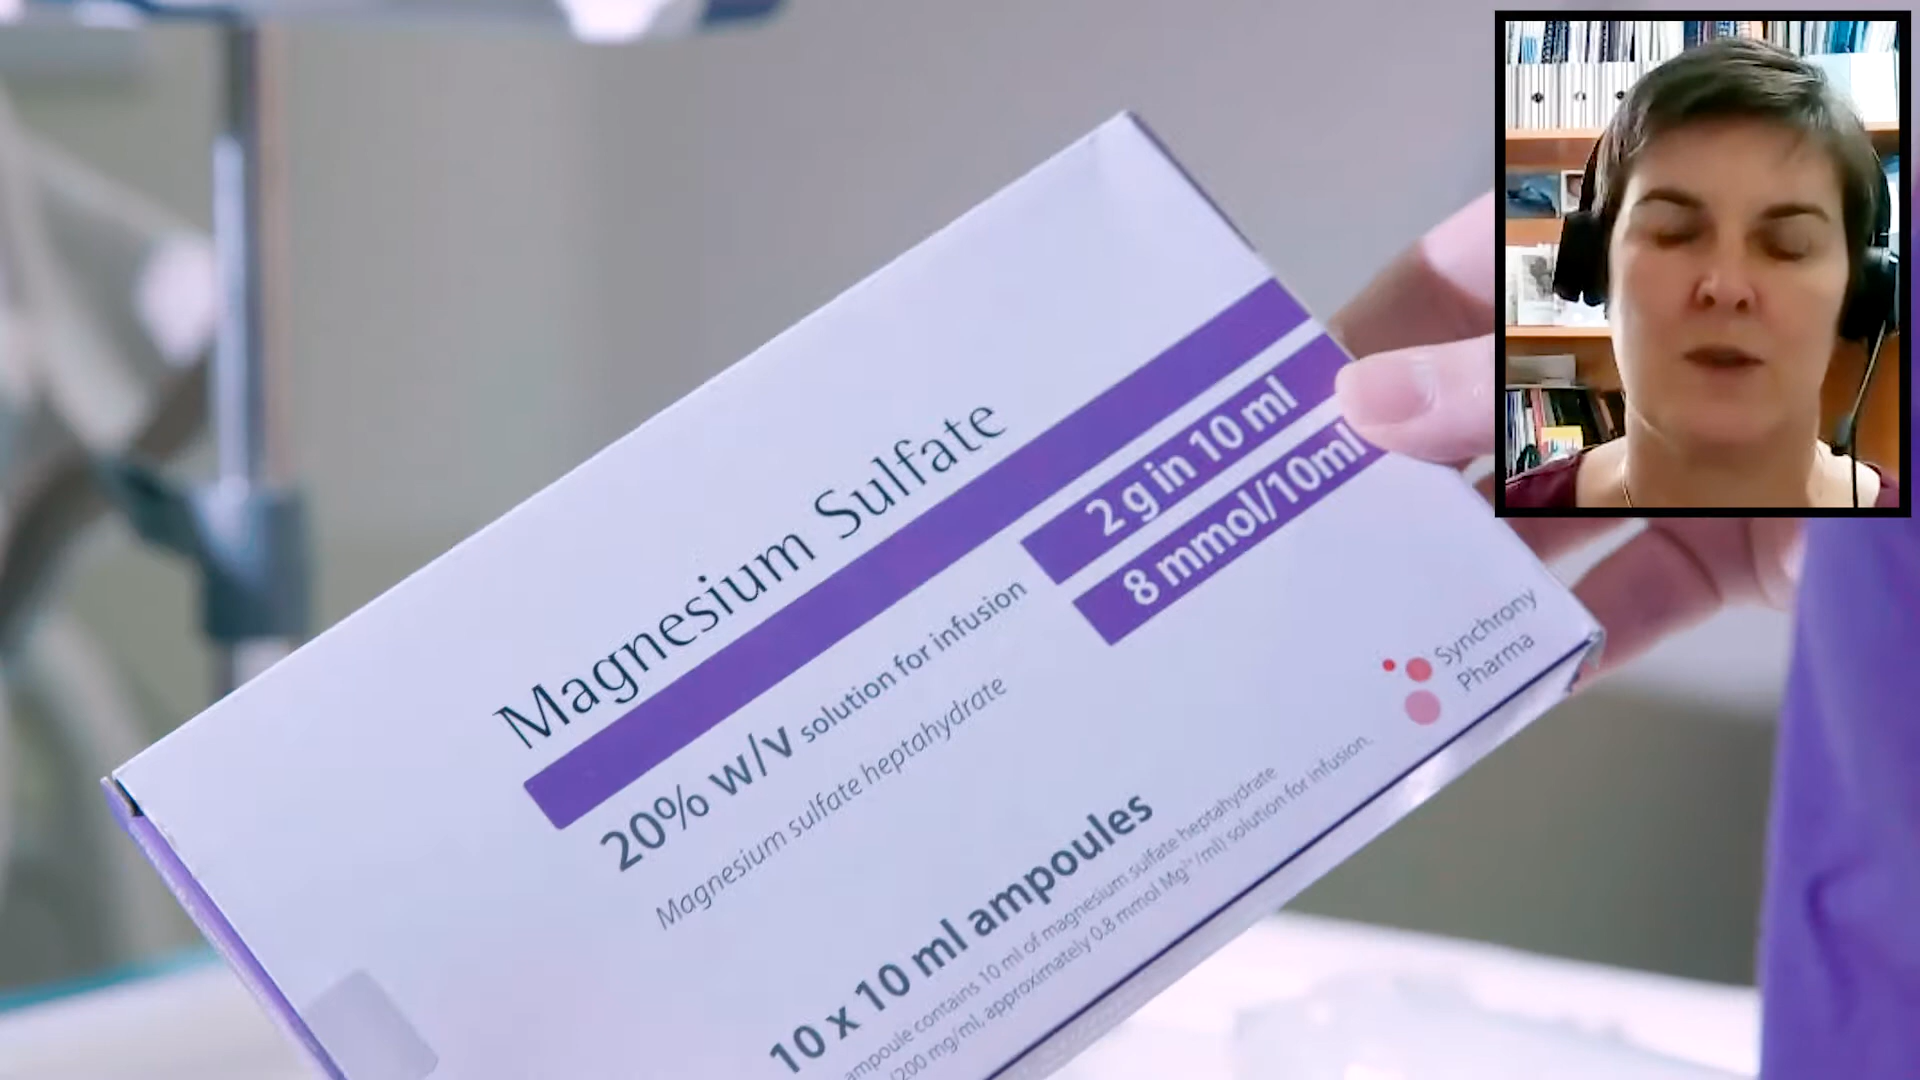 Magnesium Sulfate
2 g in 10 ml
8 mmol/10ml
20% w/v solution for infusion
Magnesium sulfate heptahydrate
Synchrony
Pharma
10 x 10 ml ampoules
ampoule contains 10 ml of magnesium sulfate heptahydrate
(200 mg/ml, approximately 0.8 mmol Mg²⁺/ml) solution for infusion.